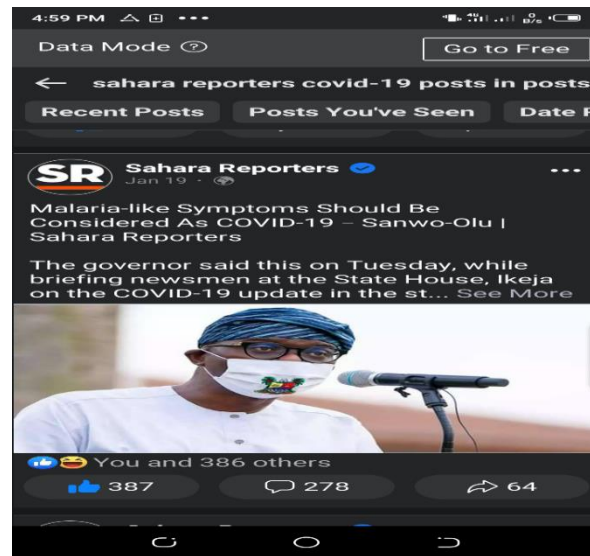 4:59 PM
4G
0
B/s
Data Mode ?
Go to Free
sahara reporters covid-19 posts in posts
Recent Posts
Posts You've Seen
Date
SR
Sahara Reporters
Jan 19 ·
Malaria-like Symptoms Should Be
Considered As COVID-19 – Sanwo-Olu |
Sahara Reporters
The governor said this on Tuesday, while
briefing newsmen at the State House, Ikeja
on the COVID-19 update in the st... See More
You and 386 others
387
278
64